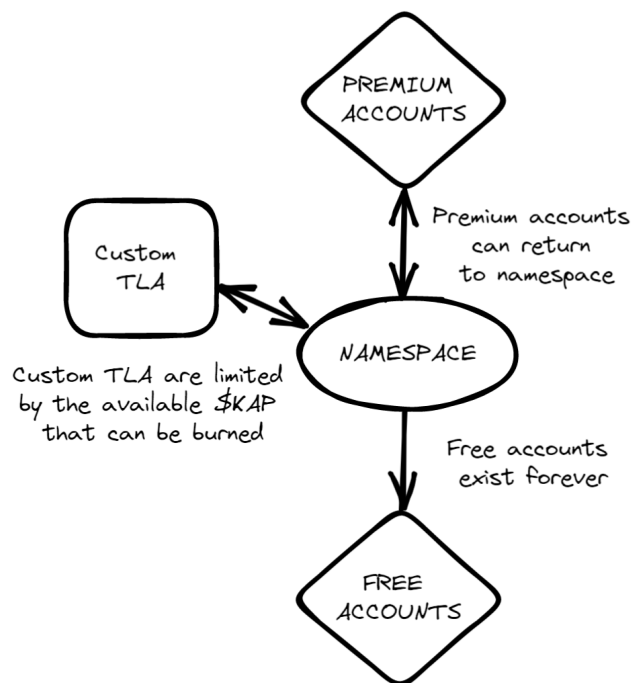 PREMIUM
ACCOUNTS
Premium accounts
can return
to namespace
Custom
TLA
NAMESPACE
Custom TLA are limited
by the available $KAP
that can be burned
Free accounts
exist forever
FREE
ACCOUNTS